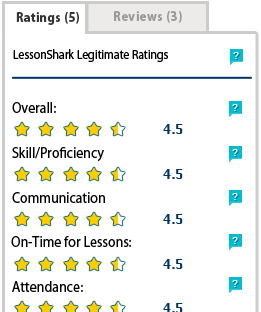 Ratings (5) Reviews (3)
LessonShark Legitimate Ratings ?
Overall: ?
4.5
Skill/Proficiency ?
4.5
Communication ?
4.5
On-Time for Lessons: ?
4.5
Attendance: ?
4.5